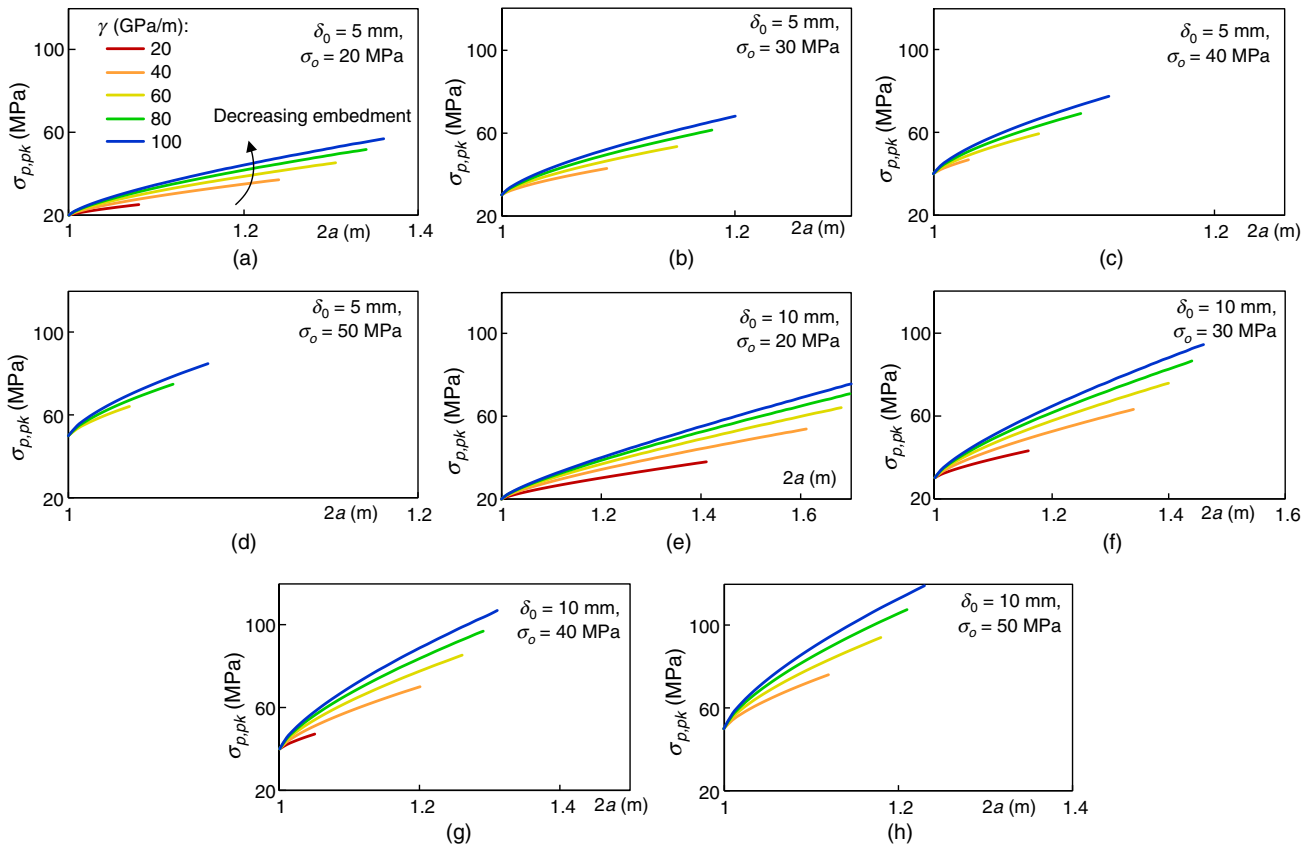 γ (GPa/m):
20
40
60
80
100
δ0 = 5 mm,
σo = 20 MPa
Decreasing embedment
σp,pk (MPa)
100
60
20
1
1.2
1.4
2a (m)
(a)
δ0 = 5 mm,
σo = 30 MPa
σp,pk (MPa)
100
60
20
1
1.2
2a (m)
(b)
δ0 = 5 mm,
σo = 40 MPa
σp,pk (MPa)
100
60
20
1
1.2
2a (m)
(c)
δ0 = 5 mm,
σo = 50 MPa
σp,pk (MPa)
100
60
20
1
2a (m)
1.2
(d)
δ0 = 10 mm,
σo = 20 MPa
σp,pk (MPa)
100
60
20
2a (m)
1
1.2
1.4
1.6
(e)
δ0 = 10 mm,
σo = 30 MPa
σp,pk (MPa)
100
60
20
1
1.2
1.4
2a (m)
1.6
(f)
δ0 = 10 mm,
σo = 40 MPa
σp,pk (MPa)
100
60
20
1
1.2
1.4
2a (m)
(g)
δ0 = 10 mm,
σo = 50 MPa
σp,pk (MPa)
100
60
20
1
1.2
2a (m)
1.4
(h)